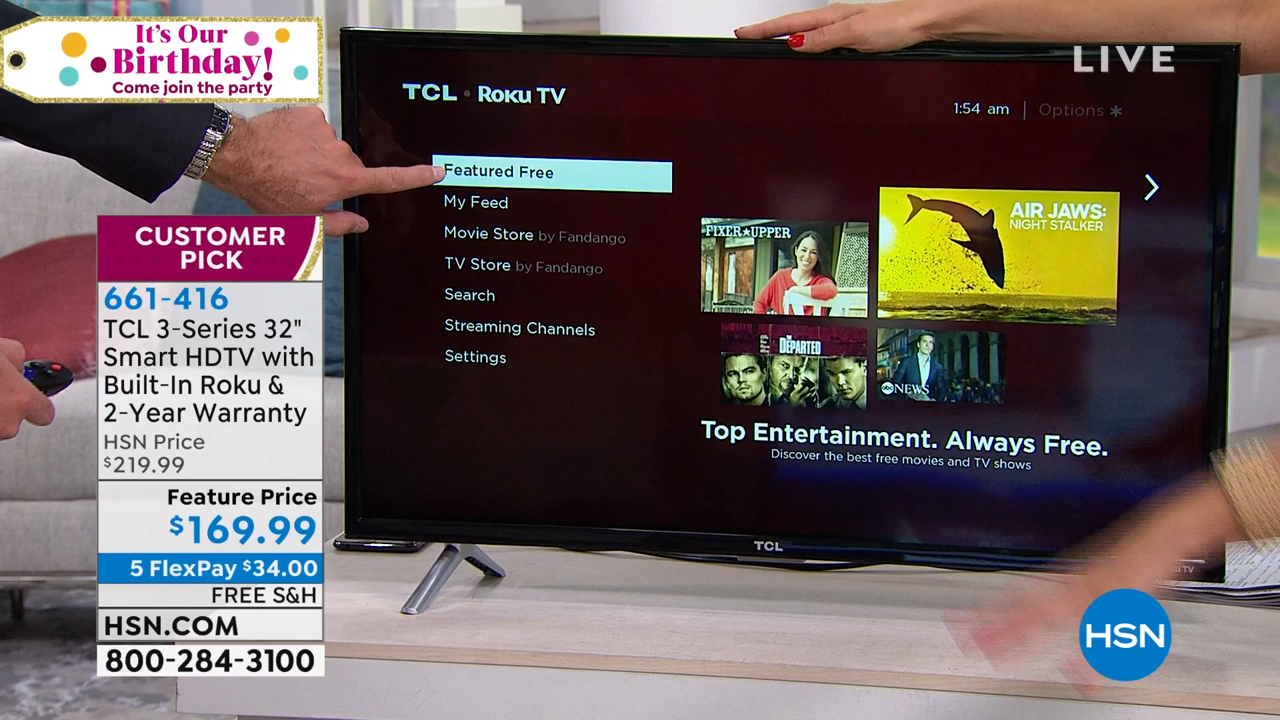 It's Our
Birthday!
Come join the party
LIVE
TCL • Roku TV
1:54 am | Options *
Featured Free
My Feed
Movie Store by Fandango
TV Store by Fandango
Search
Streaming Channels
Settings
FIXER★UPPER
AIR JAWS:
NIGHT STALKER
THE
DEPARTED
abc NEWS
Top Entertainment. Always Free.
Discover the best free movies and TV shows
TCL
TV
CUSTOMER
PICK
661-416
TCL 3-Series 32"
Smart HDTV with
Built-In Roku &
2-Year Warranty
HSN Price
$219.99
Feature Price
$169.99
5 FlexPay $34.00
FREE S&H
HSN.COM
800-284-3100
HSN